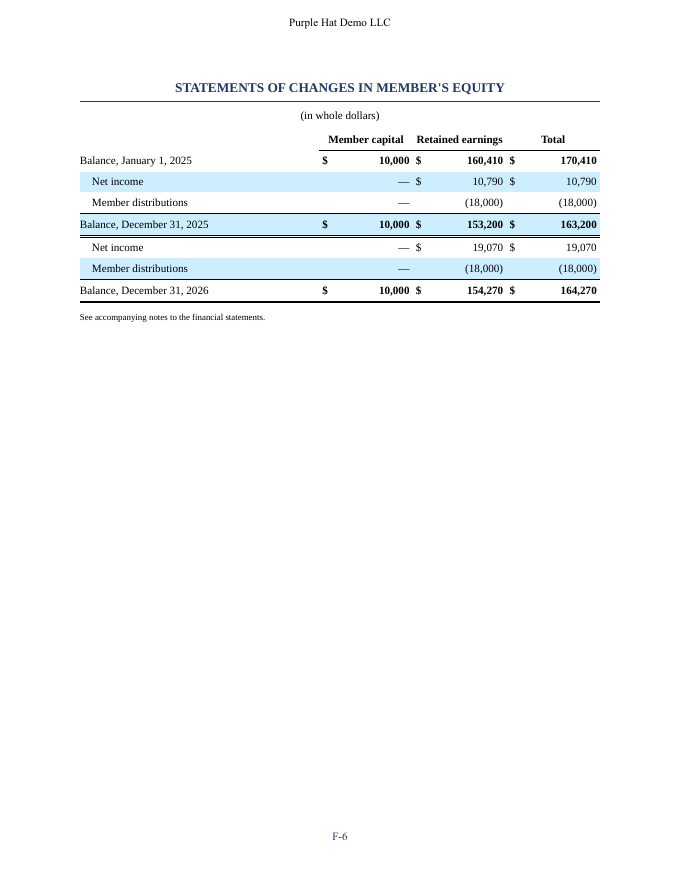 Purple Hat Demo LLC
STATEMENTS OF CHANGES IN MEMBER'S EQUITY
(in whole dollars)
Member capital Retained earnings Total
Balance, January 1, 2025 $ 10,000 $ 160,410 $ 170,410
Net income — $ 10,790 $ 10,790
Member distributions — (18,000) (18,000)
Balance, December 31, 2025 $ 10,000 $ 153,200 $ 163,200
Net income — $ 19,070 $ 19,070
Member distributions — (18,000) (18,000)
Balance, December 31, 2026 $ 10,000 $ 154,270 $ 164,270
See accompanying notes to the financial statements.
F-6